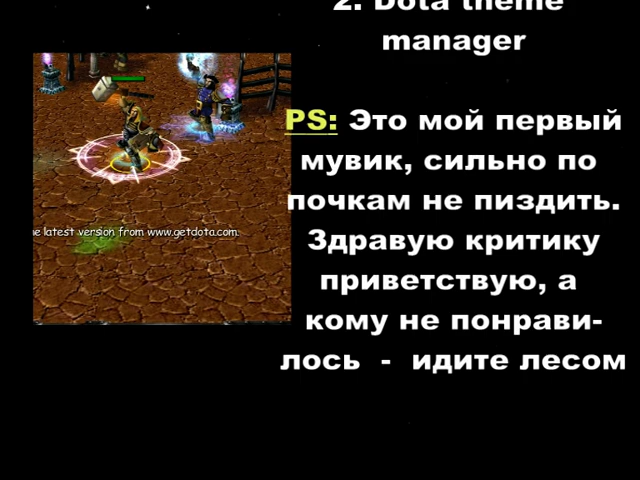 2. Dota theme
manager
PS: Это мой первый
мувик, сильно по
почкам не пиздить.
Здравую критику
приветствую, а
кому не понрави-
лось - идите лесом
latest version from www.getdota.com